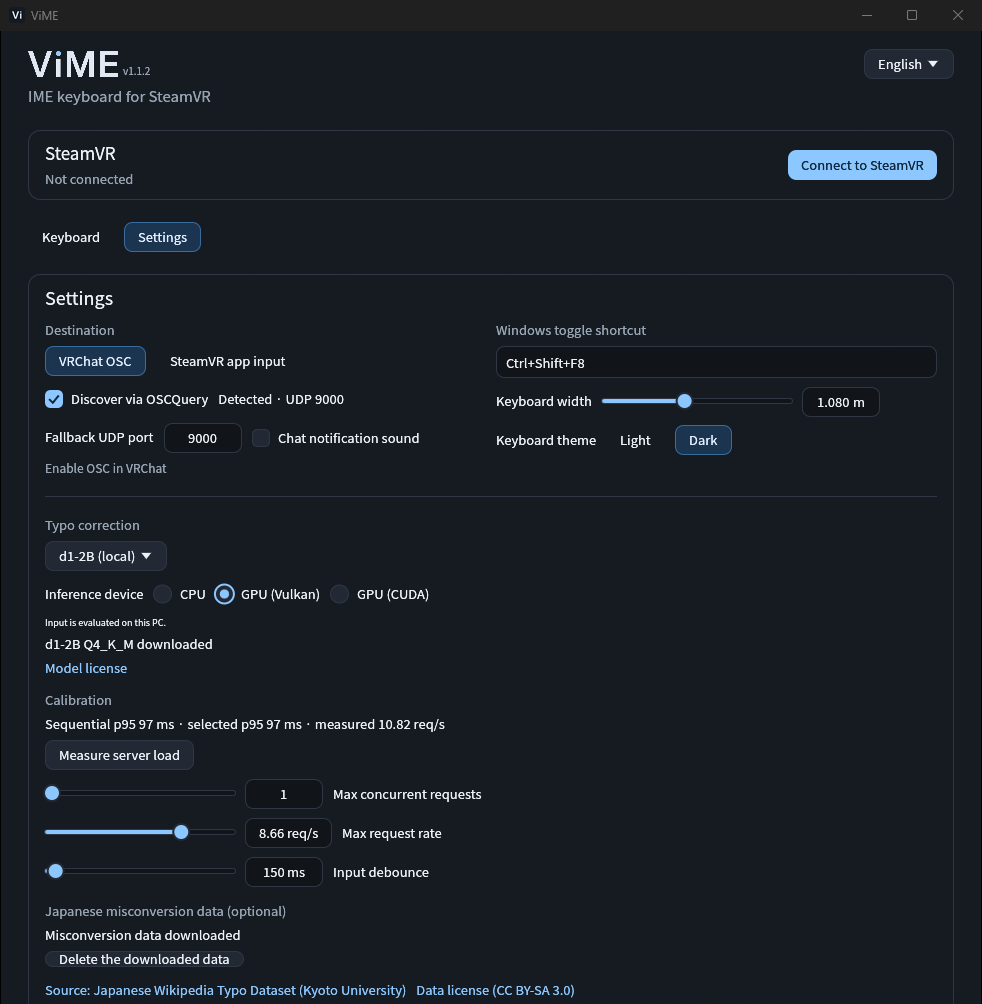 Vi ViME
ViME v1.1.2
English
IME keyboard for SteamVR
SteamVR
Not connected
Connect to SteamVR
Keyboard Settings
Settings
Destination
VRChat OSC SteamVR app input
Discover via OSCQuery Detected · UDP 9000
Fallback UDP port 9000 Chat notification sound
Enable OSC in VRChat
Windows toggle shortcut
Ctrl+Shift+F8
Keyboard width 1.080 m
Keyboard theme Light Dark
Typo correction
d1-2B (local)
Inference device CPU GPU (Vulkan) GPU (CUDA)
Input is evaluated on this PC.
d1-2B Q4_K_M downloaded
Model license
Calibration
Sequential p95 97 ms · selected p95 97 ms · measured 10.82 req/s
Measure server load
1 Max concurrent requests
8.66 req/s Max request rate
150 ms Input debounce
Japanese misconversion data (optional)
Misconversion data downloaded
Delete the downloaded data
Source: Japanese Wikipedia Typo Dataset (Kyoto University) Data license (CC BY-SA 3.0)